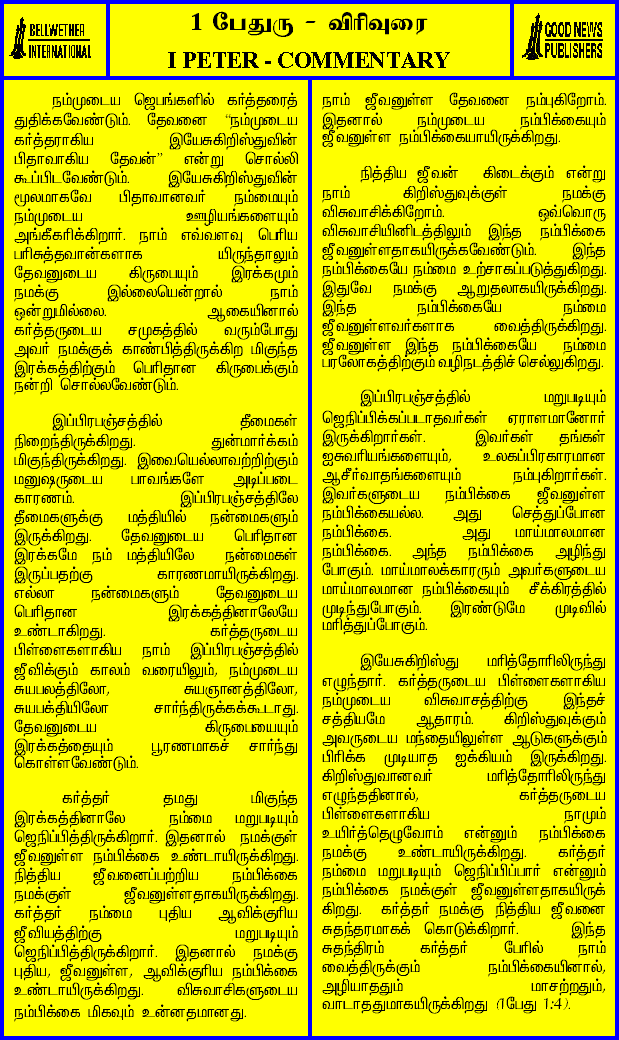 BELLWETHER
INTERNATIONAL
1 பேதுரு - விரிவுரை
I PETER - COMMENTARY
GOOD NEWS
PUBLISHERS
நம்முடைய ஜெபங்களில் கர்த்தரைத்
துதிக்கவேண்டும். தேவனை “நம்முடைய
கர்த்தராகிய இயேசுகிறிஸ்துவின்
பிதாவாகிய தேவன்” என்று சொல்லி
கூப்பிடவேண்டும். இயேசுகிறிஸ்துவின்
மூலமாகவே பிதாவானவர் நம்மையும்
நம்முடைய ஊழியங்களையும்
அங்கீகரிக்கிறார். நாம் எவ்வளவு பெரிய
பரிசுத்தவான்களாக யிருந்தாலும்
தேவனுடைய கிருபையும் இரக்கமும்
நமக்கு இல்லையென்றால் நாம்
ஒன்றுமில்லை. ஆகையினால்
கர்த்தருடைய சமுகத்தில் வரும்போது
அவர் நமக்குக் காண்பித்திருக்கிற மிகுந்த
இரக்கத்திற்கும் பெரிதான கிருபைக்கும்
நன்றி சொல்லவேண்டும்.
இப்பிரபஞ்சத்தில் தீமைகள்
நிறைந்திருக்கிறது. துன்மார்க்கம்
மிகுந்திருக்கிறது. இவையெல்லாவற்றிற்கும்
மனுஷருடைய பாவங்களே அடிப்படை
காரணம். இப்பிரபஞ்சத்திலே
தீமைகளுக்கு மத்தியில் நன்மைகளும்
இருக்கிறது. தேவனுடைய பெரிதான
இரக்கமே நம் மத்தியிலே நன்மைகள்
இருப்பதற்கு காரணமாயிருக்கிறது.
எல்லா நன்மைகளும் தேவனுடைய
பெரிதான இரக்கத்தினாலேயே
உண்டாகிறது. கர்த்தருடைய
பிள்ளைகளாகிய நாம் இப்பிரபஞ்சத்தில்
ஜீவிக்கும் காலம் வரையிலும், நம்முடைய
சுயபலத்திலோ, சுயஞானத்திலோ,
சுயபக்தியிலோ சார்ந்திருக்கக்கூடாது.
தேவனுடைய கிருபையையும்
இரக்கத்தையும் பூரணமாகச் சார்ந்து
கொள்ளவேண்டும்.
கர்த்தர் தமது மிகுந்த
இரக்கத்தினாலே நம்மை மறுபடியும்
ஜெநிப்பித்திருக்கிறார். இதனால் நமக்குள்
ஜீவனுள்ள நம்பிக்கை உண்டாயிருக்கிறது.
நித்திய ஜீவனைப்பற்றிய நம்பிக்கை
நமக்குள் ஜீவனுள்ளதாகயிருக்கிறது.
கர்த்தர் நம்மை புதிய ஆவிக்குரிய
ஜீவியத்திற்கு மறுபடியும்
ஜெநிப்பித்திருக்கிறார். இதனால் நமக்கு
புதிய, ஜீவனுள்ள, ஆவிக்குரிய நம்பிக்கை
உண்டாயிருக்கிறது. விசுவாசிகளுடைய
நம்பிக்கை மிகவும் உன்னதமானது.
நாம் ஜீவனுள்ள தேவனை நம்புகிறோம்.
இதனால் நம்முடைய நம்பிக்கையும்
ஜீவனுள்ள நம்பிக்கையாயிருக்கிறது.
நித்திய ஜீவன் கிடைக்கும் என்று
நாம் கிறிஸ்துவுக்குள் நமக்கு
விசுவாசிக்கிறோம். ஒவ்வொரு
விசுவாசியினிடத்திலும் இந்த நம்பிக்கை
ஜீவனுள்ளதாகயிருக்கவேண்டும். இந்த
நம்பிக்கையே நம்மை உற்சாகப்படுத்துகிறது.
இதுவே நமக்கு ஆறுதலாகயிருக்கிறது.
இந்த நம்பிக்கையே நம்மை
ஜீவனுள்ளவர்களாக வைத்திருக்கிறது.
ஜீவனுள்ள இந்த நம்பிக்கையே நம்மை
பரலோகத்திற்கும் வழிநடத்திச் செல்லுகிறது.
இப்பிரபஞ்சத்தில் மறுபடியும்
ஜெநிப்பிக்கப்படாதவர்கள் ஏராளமானோர்
இருக்கிறார்கள். இவர்கள் தங்கள்
ஐசுவரியங்களையும், உலகப்பிரகாரமான
ஆசீர்வாதங்களையும் நம்புகிறார்கள்.
இவர்களுடைய நம்பிக்கை ஜீவனுள்ள
நம்பிக்கையல்ல. அது செத்துப்போன
நம்பிக்கை. அது மாய்மாலமான
நம்பிக்கை. அந்த நம்பிக்கை அழிந்து
போகும். மாய்மாலக்காரரும் அவர்களுடைய
மாய்மாலமான நம்பிக்கையும் சீக்கிரத்தில்
முடிந்துபோகும். இரண்டுமே முடிவில்
மரித்துப்போகும்.
இயேசுகிறிஸ்து மரித்தோரிலிருந்து
எழுந்தார். கர்த்தருடைய பிள்ளைகளாகிய
நம்முடைய விசுவாசத்திற்கு இந்தச்
சத்தியமே ஆதாரம். கிறிஸ்துவுக்கும்
அவருடைய மந்தையிலுள்ள ஆடுகளுக்கும்
பிரிக்க முடியாத ஐக்கியம் இருக்கிறது.
கிறிஸ்துவானவர் மரித்தோரிலிருந்து
எழுந்ததினால், கர்த்தருடைய
பிள்ளைகளாகிய நாமும்
உயிர்த்தெழுவோம் என்னும் நம்பிக்கை
நமக்கு உண்டாயிருக்கிறது. கர்த்தர்
நம்மை மறுபடியும் ஜெநிப்பிப்பார் என்னும்
நம்பிக்கை நமக்குள் ஜீவனுள்ளதாகயிருக்
கிறது. கர்த்தர் நமக்கு நித்திய ஜீவனை
சுதந்தரமாகக் கொடுக்கிறார். இந்த
சுதந்திரம் கர்த்தர் பேரில் நாம்
வைத்திருக்கும் நம்பிக்கையினால்,
அழியாததும் மாசற்றதும்,
வாடாததுமாகயிருக்கிறது (1பேது 1:4).